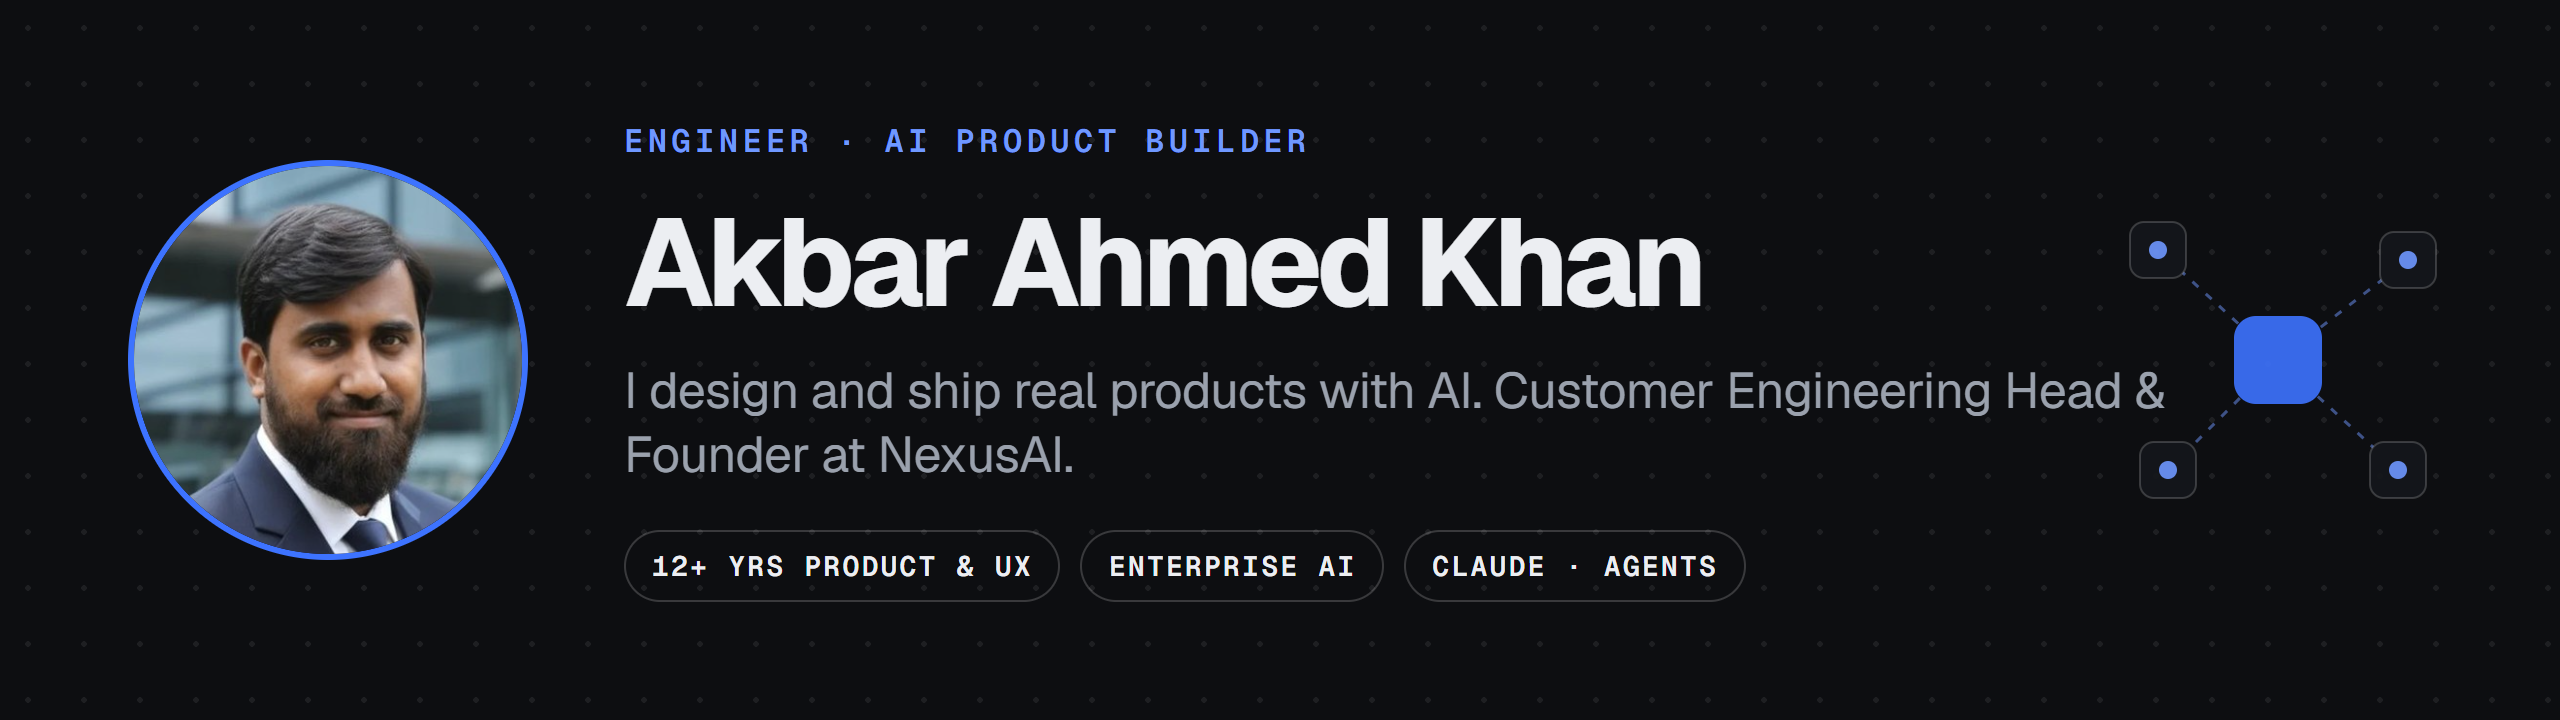 ENGINEER · AI PRODUCT BUILDER
Akbar Ahmed Khan
I design and ship real products with AI. Customer Engineering Head &
Founder at NexusAI.
12+ YRS PRODUCT & UX
ENTERPRISE AI
CLAUDE · AGENTS